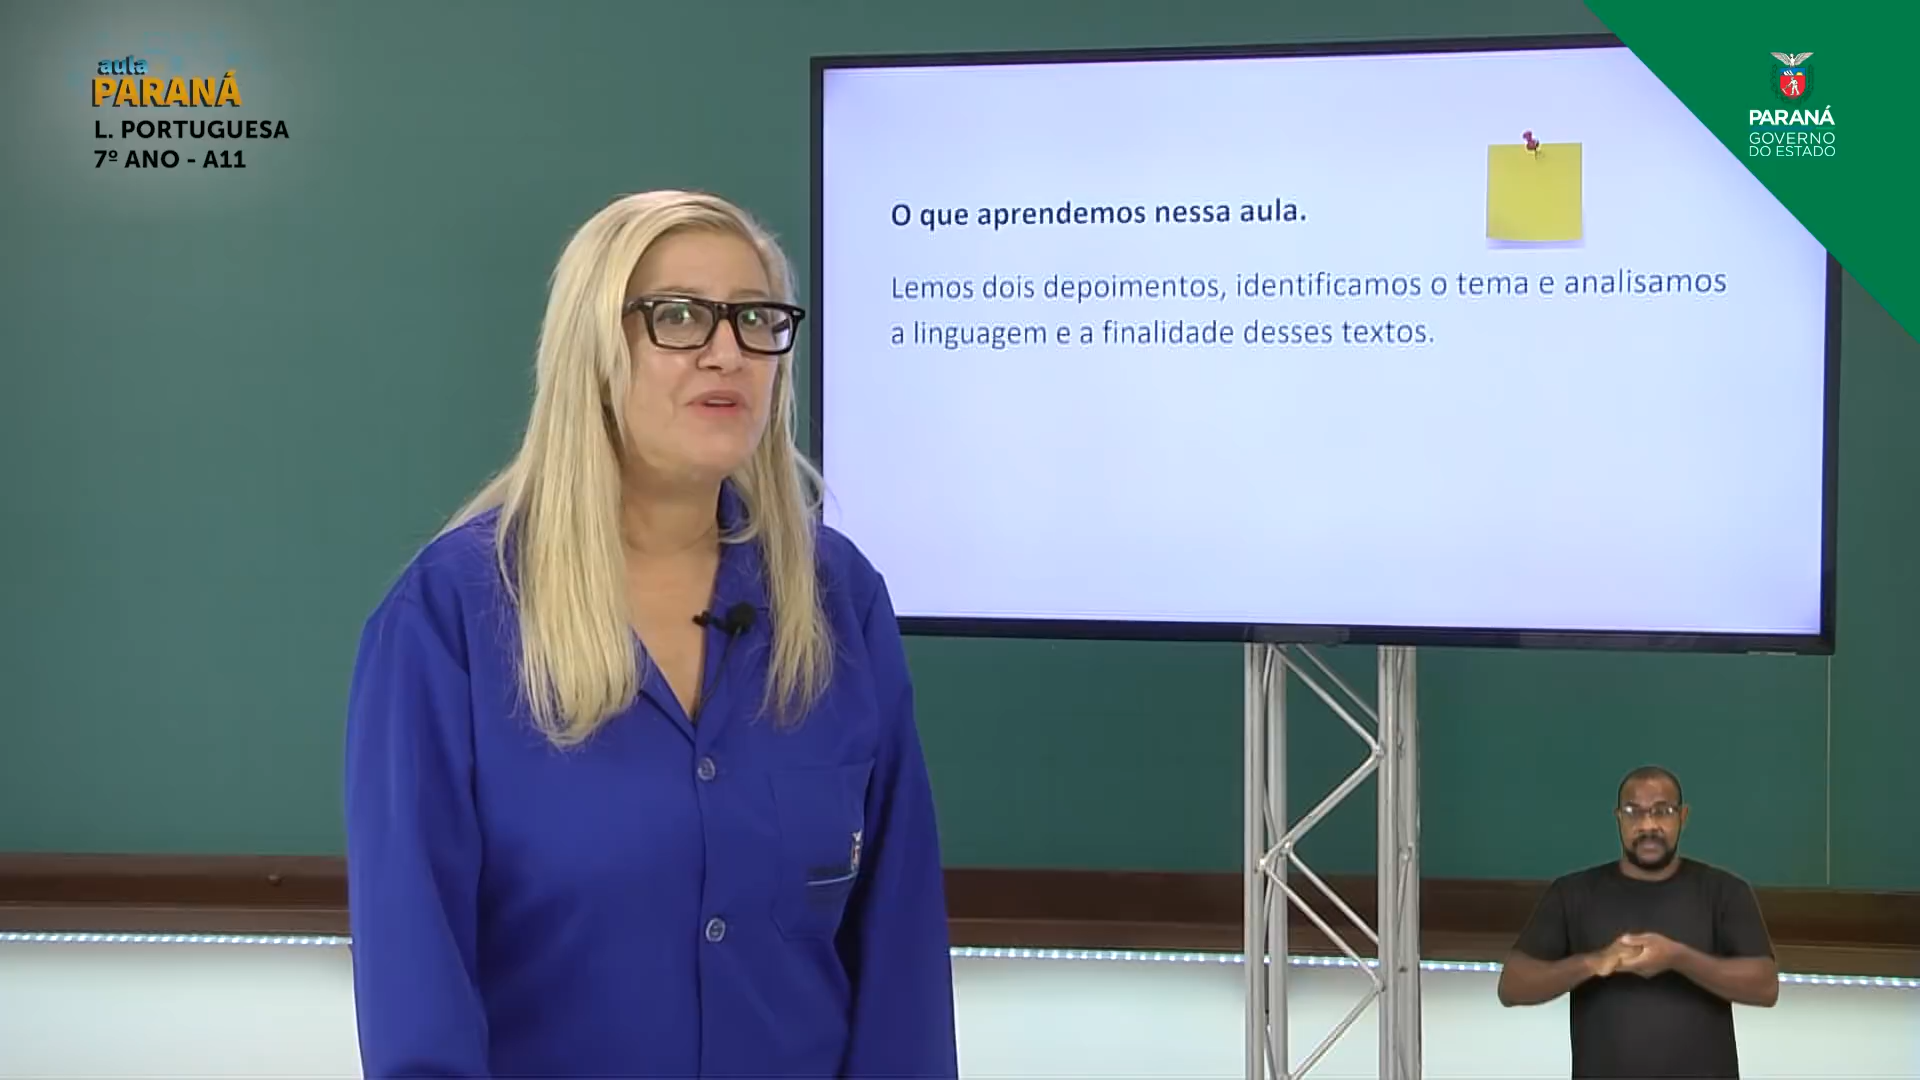 aula
PARANÁ
L. PORTUGUESA
7º ANO - A11
PARANÁ
GOVERNO
DO ESTADO
O que aprendemos nessa aula.
Lemos dois depoimentos, identificamos o tema e analisamos
a linguagem e a finalidade desses textos.